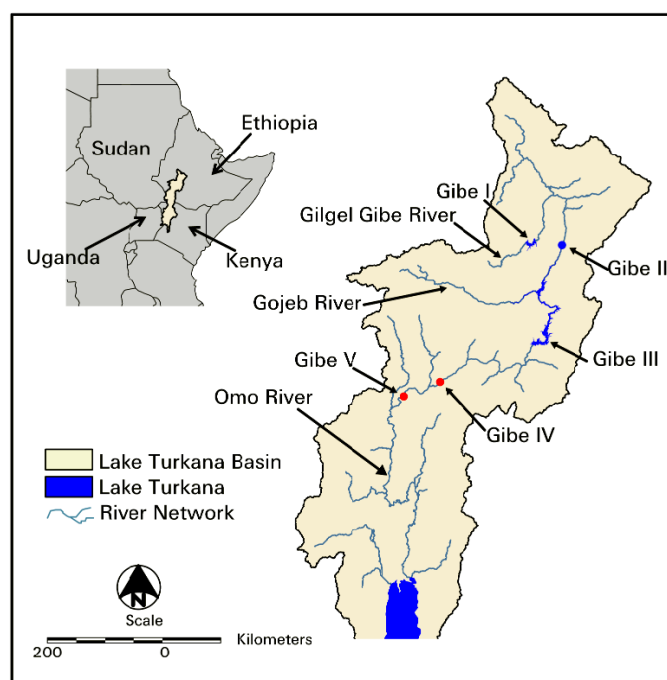 Sudan
Ethiopia
Uganda
Kenya
Gibe I
Gilgel Gibe River
Gibe II
Gojeb River
Gibe III
Gibe V
Omo River
Gibe IV
Lake Turkana Basin
Lake Turkana
River Network
N
Scale
Kilometers
200
0